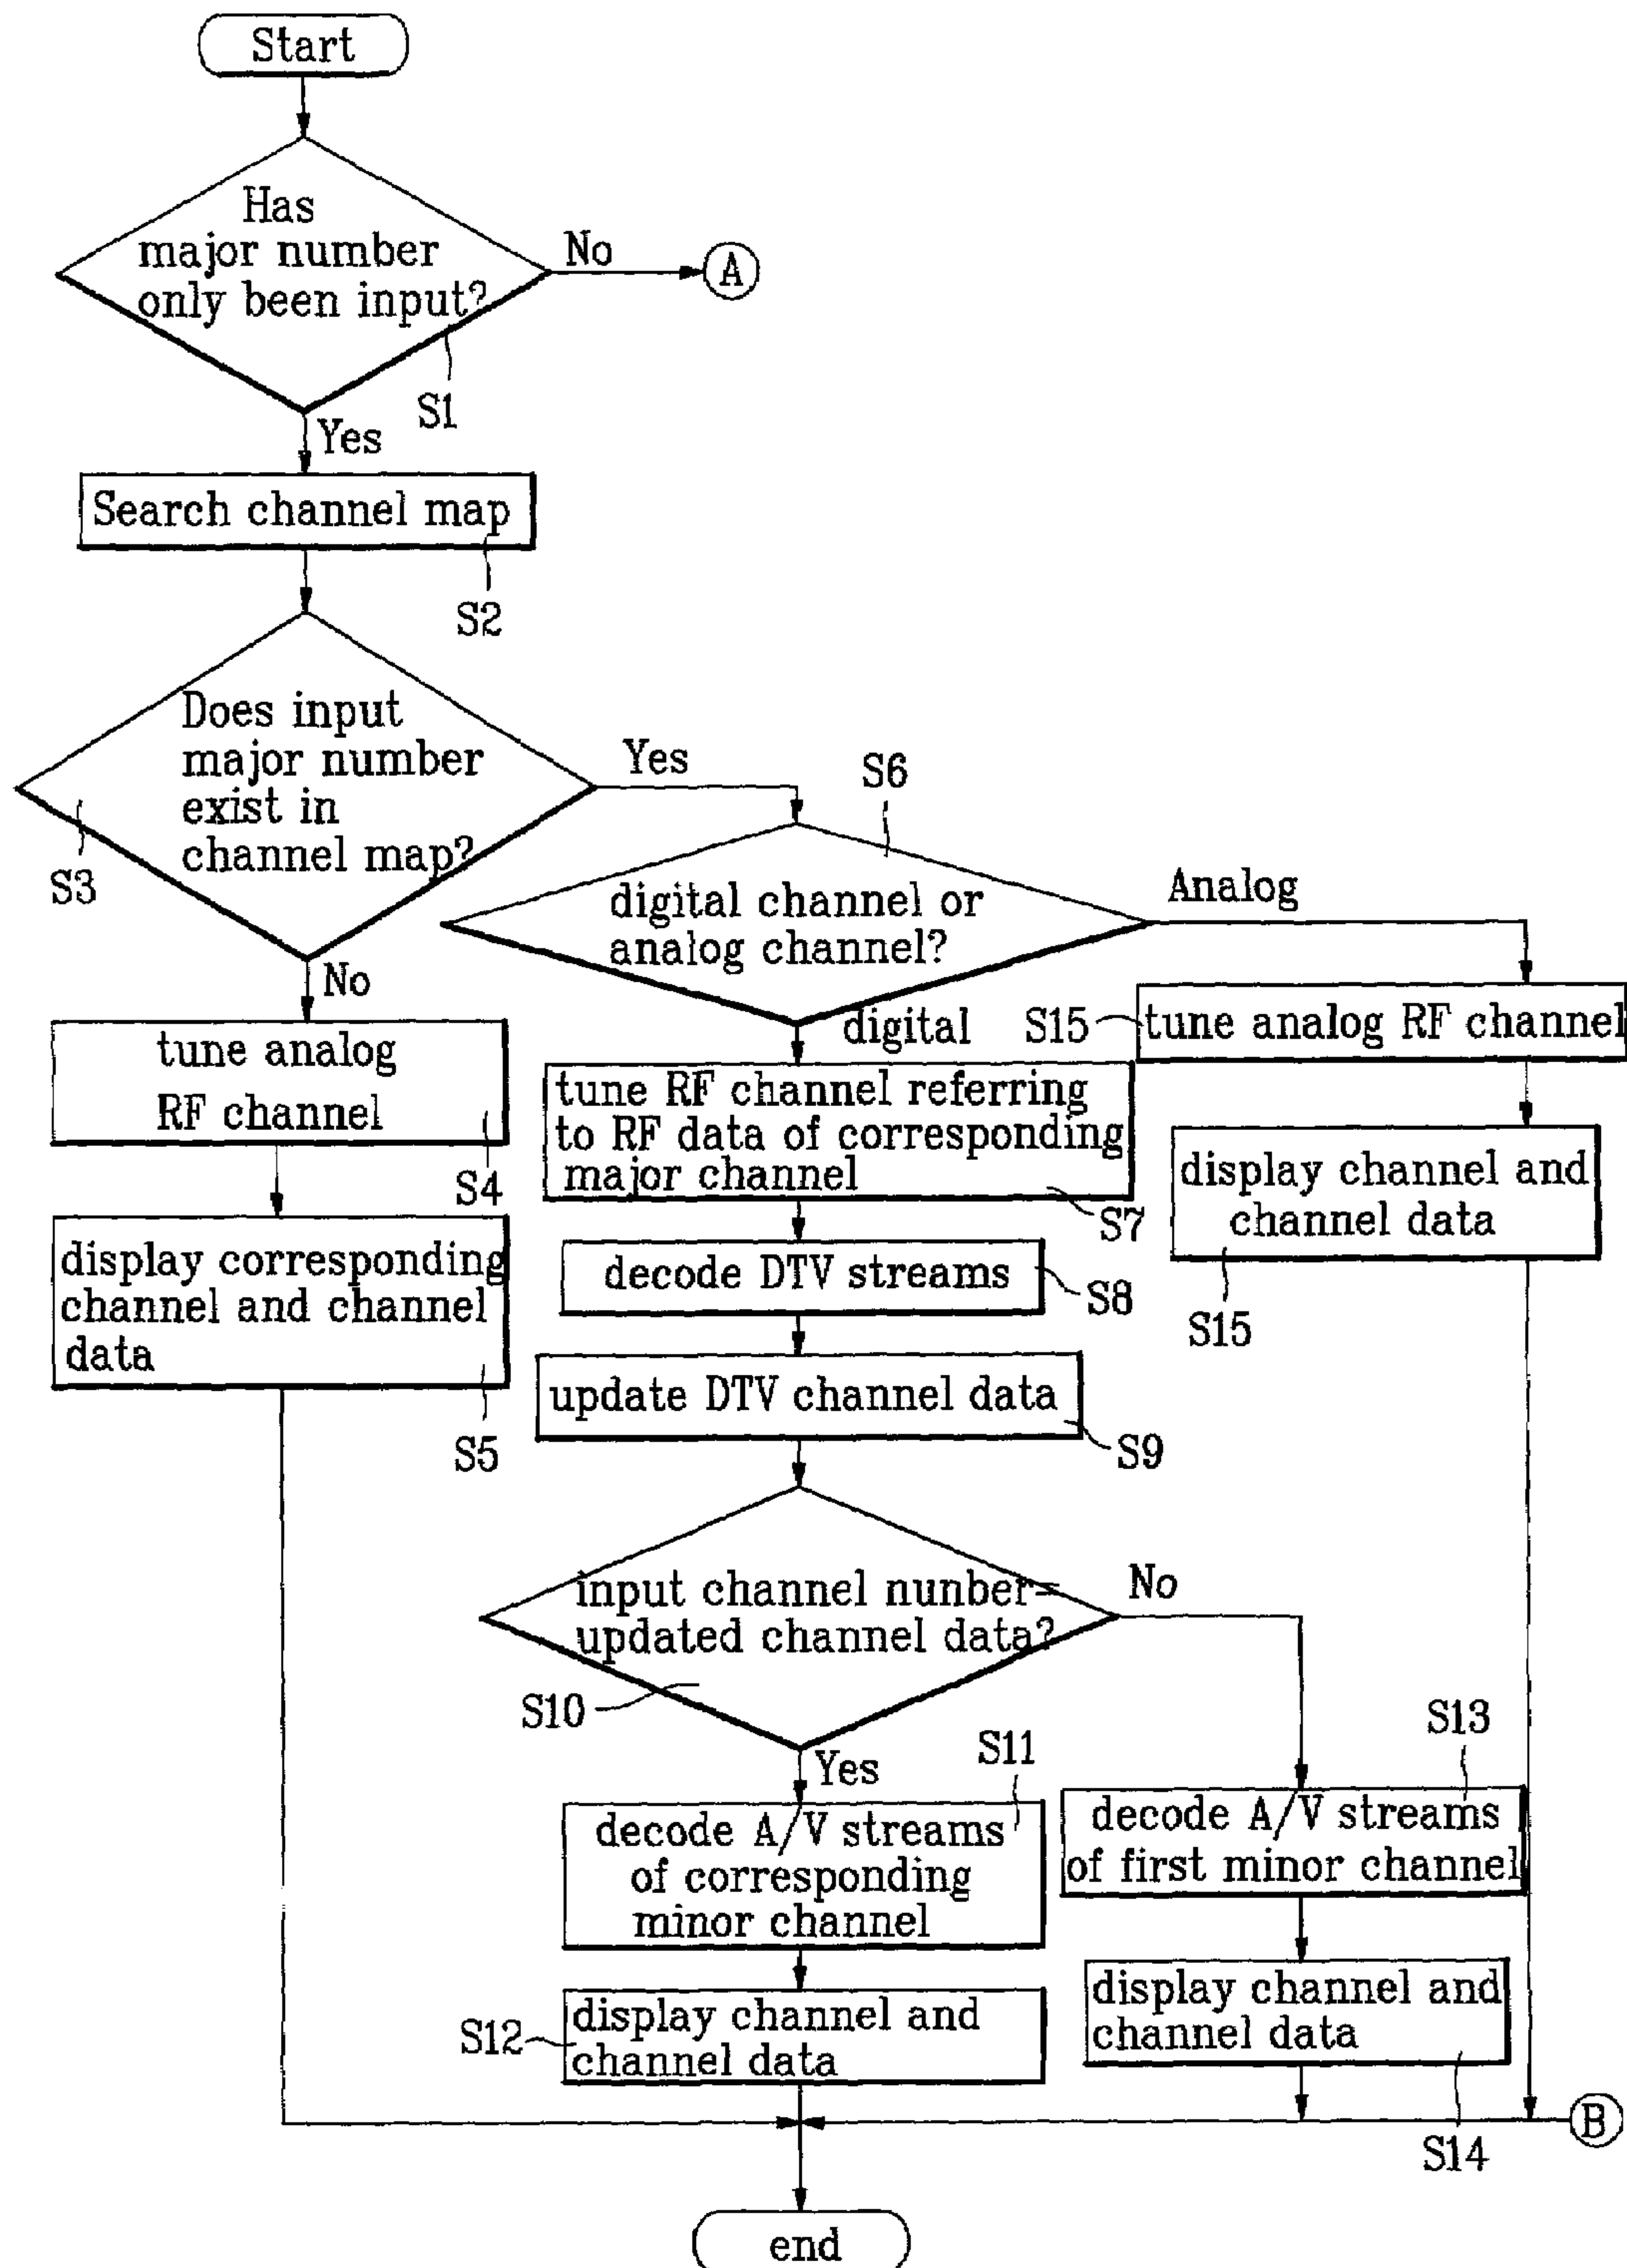 Start
Has
major number
only been input?
No
A
S1
Yes
Search channel map
S2
Does input
major number
exist in
channel map?
S3
Yes
No
S6
digital channel or
analog channel?
Analog
digital
tune analog
RF channel
S4
display corresponding
channel and channel
data
S5
tune RF channel referring
to RF data of corresponding
major channel
S7
S15
tune analog RF channel
display channel and
channel data
S15
decode DTV streams
S8
update DTV channel data
S9
input channel nunber=
updated channel data?
S10
No
Yes
S11
decode A/V streams
of corresponding
minor channel
S13
decode A/V streams
of first minor channel
S12
display channel and
channel data
display channel and
channel data
S14
B
end